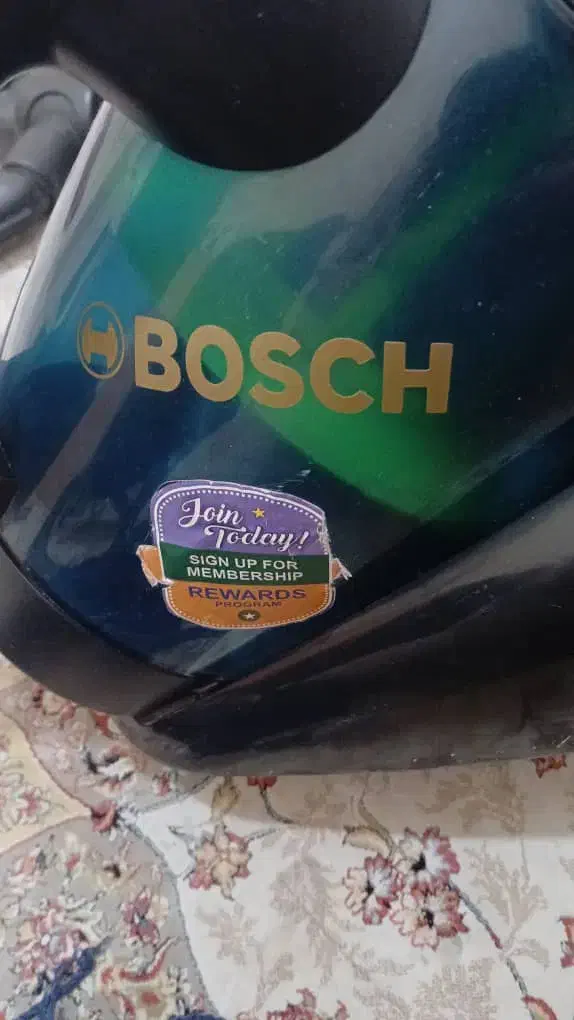 BOSCH
Join
Today!
SIGN UP FOR
MEMBERSHIP
REWARDS
PROGRAM